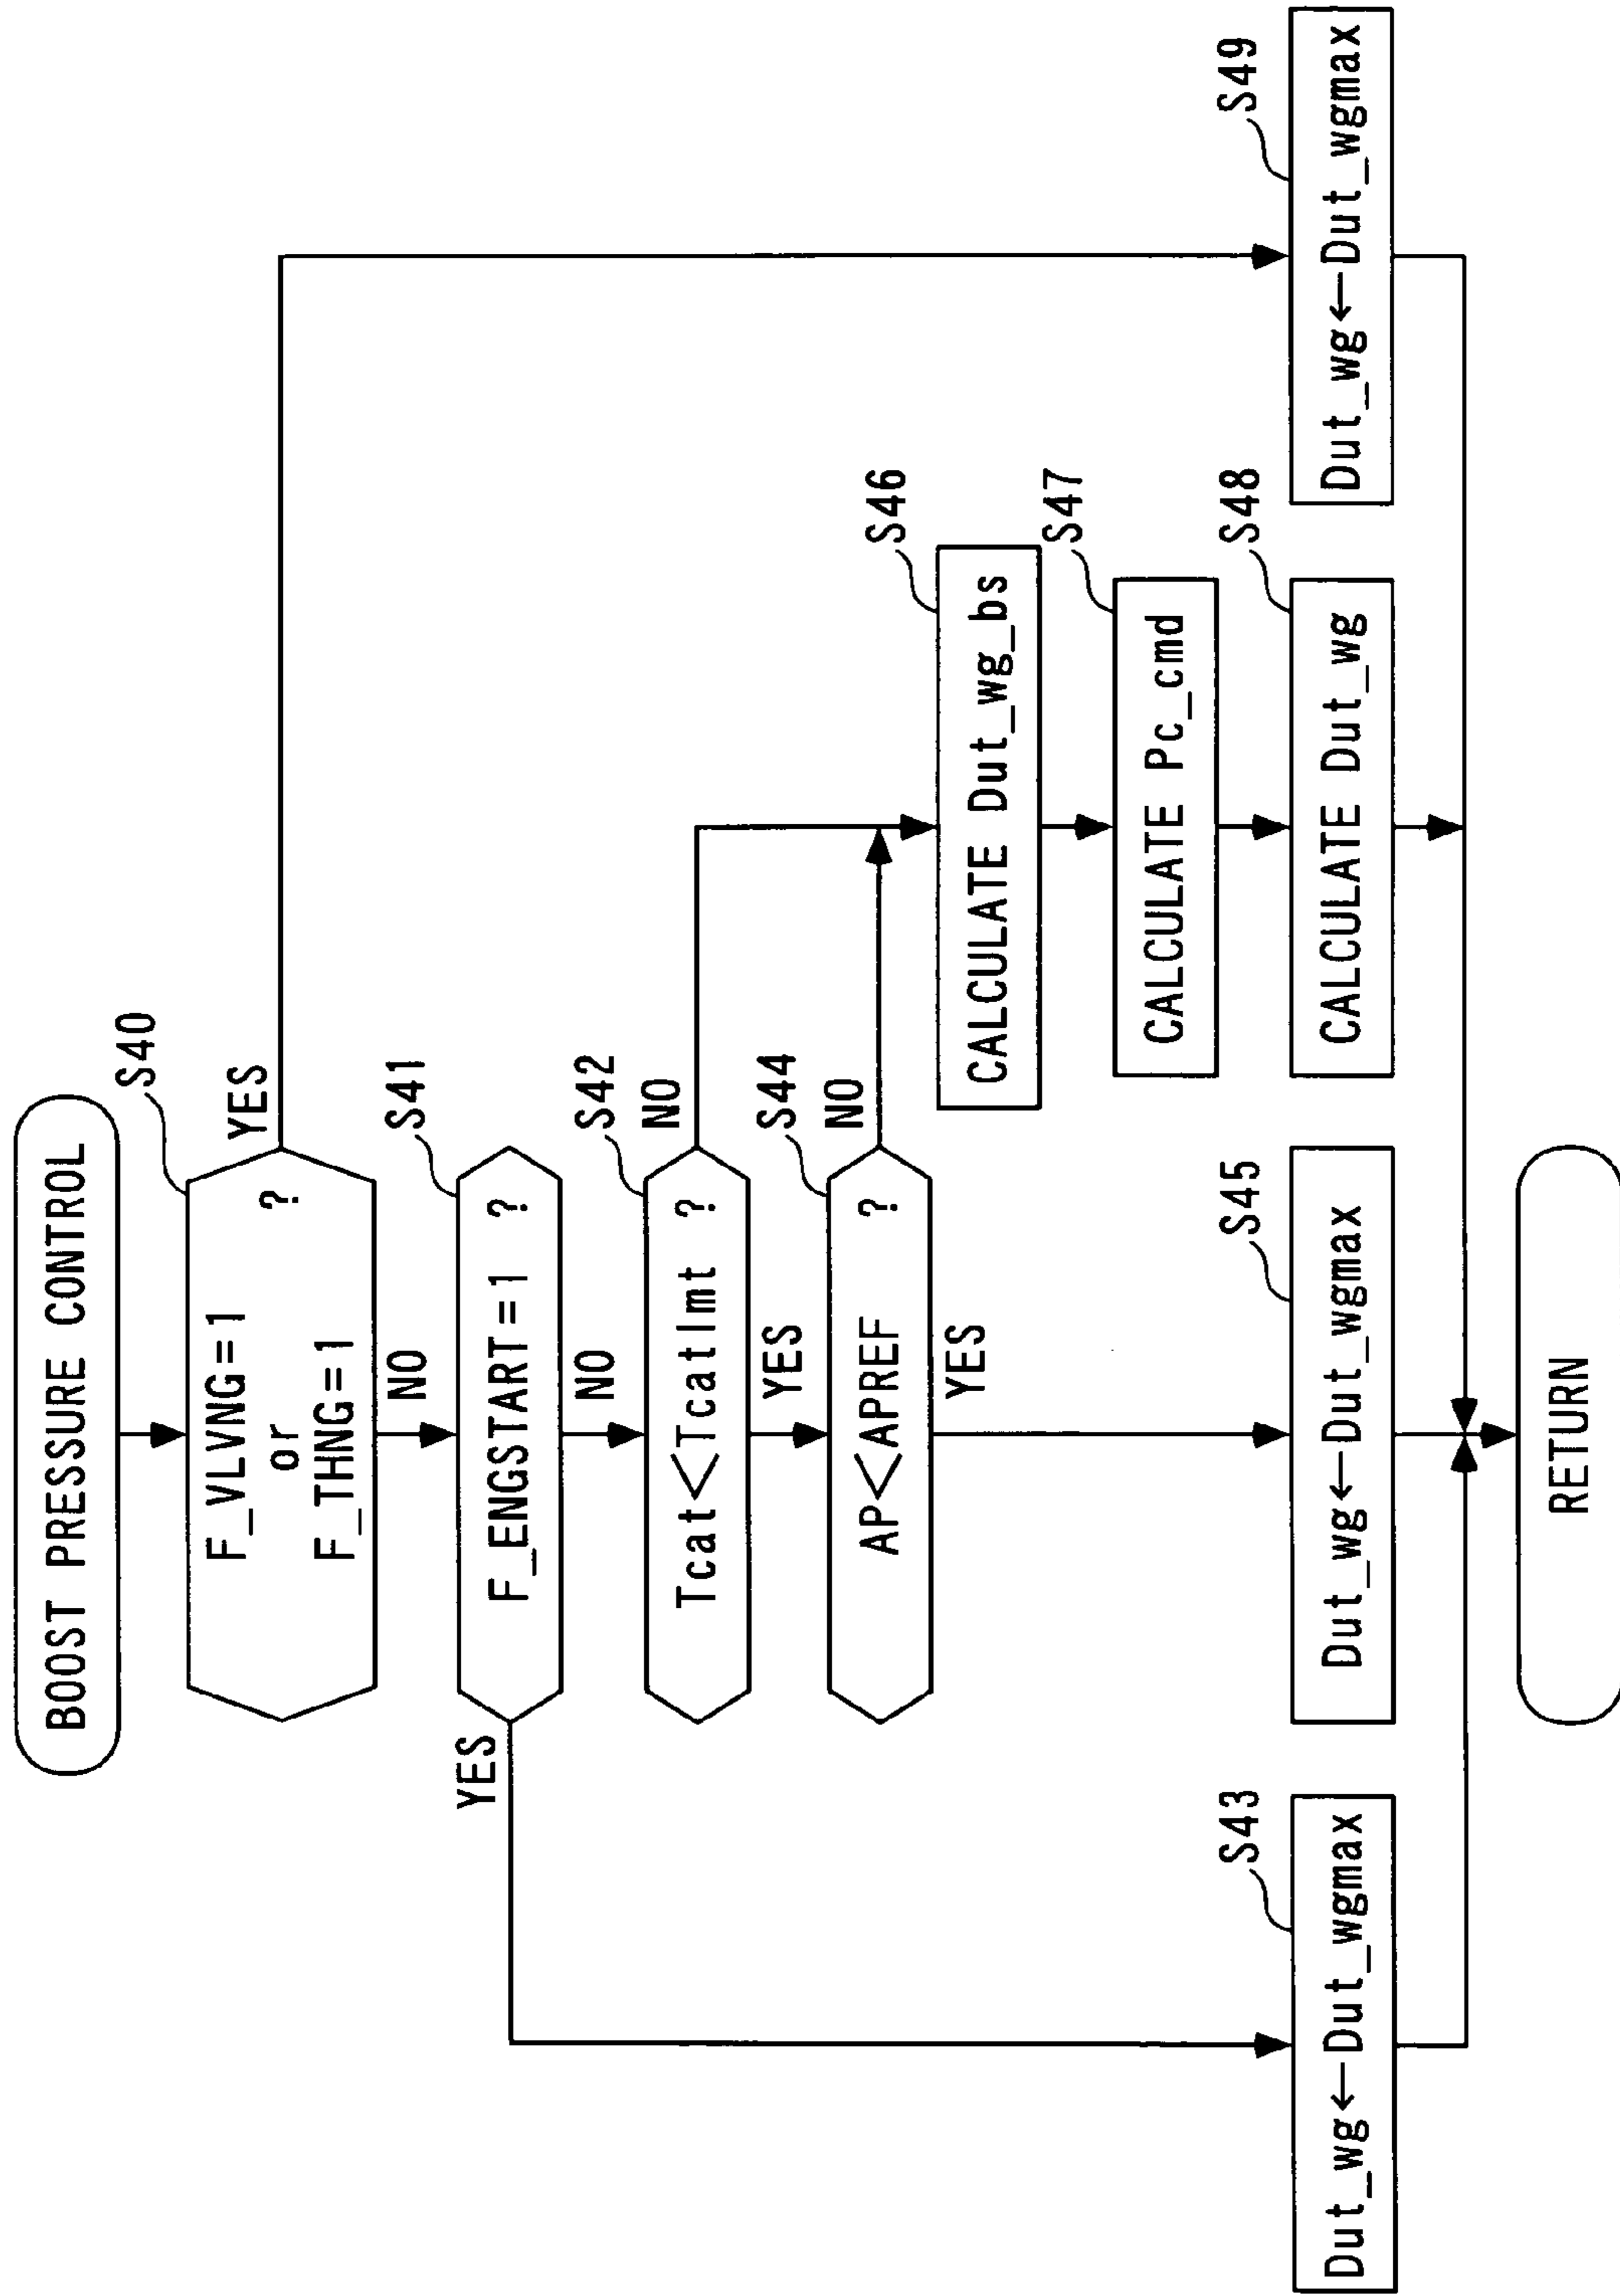 BOOST PRESSURE CONTROL
S40
F_VLVNG=1
or
F_THNG=1
?
YES
NO
S41
F_ENGSTART=1 ?
YES
NO
S42
Tcat<Tcatlmt ?
NO
YES
S44
AP<APREF ?
NO
YES
S46
CALCULATE Dut_wg_bs
S47
CALCULATE Pc_cmd
S43
Dut_wg←Dut_wgmax
S45
Dut_wg←Dut_wgmax
S48
CALCULATE Dut_wg
S49
Dut_wg←Dut_wgmax
RETURN